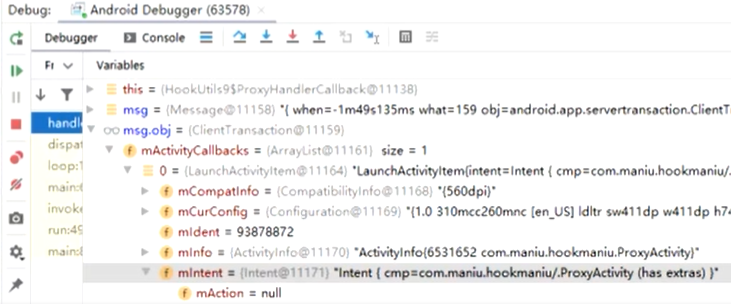 Debug: Android Debugger (63578) ×
Debugger Console
Fr Variables
this = (HookUtils9$ProxyHandlerCallback@11138)
handle msg = (Message@11158) "{ when=-1m49s135ms what=159 obj=android.app.servertransaction.ClientT
dispat msg.obj = (ClientTransaction@11159)
loop:1 mActivityCallbacks = (ArrayList@11161) size = 1
main:6 0 = (LaunchActivityItem@11164) "LaunchActivityItem{intent=Intent { cmp=com.maniu.hookmaniu/.
mCompatInfo = (CompatibilityInfo@11168) "{560dpi}"
invoke mCurConfig = (Configuration@11169) "{1.0 310mcc260mnc [en_US] ldltr sw411dp w411dp h74
run:49 mIdent = 93878872
main:8 mInfo = (ActivityInfo@11170) "ActivityInfo{6531652 com.maniu.hookmaniu.ProxyActivity}"
mIntent = (Intent@11171) "Intent { cmp=com.maniu.hookmaniu/.ProxyActivity (has extras) }"
mAction = null